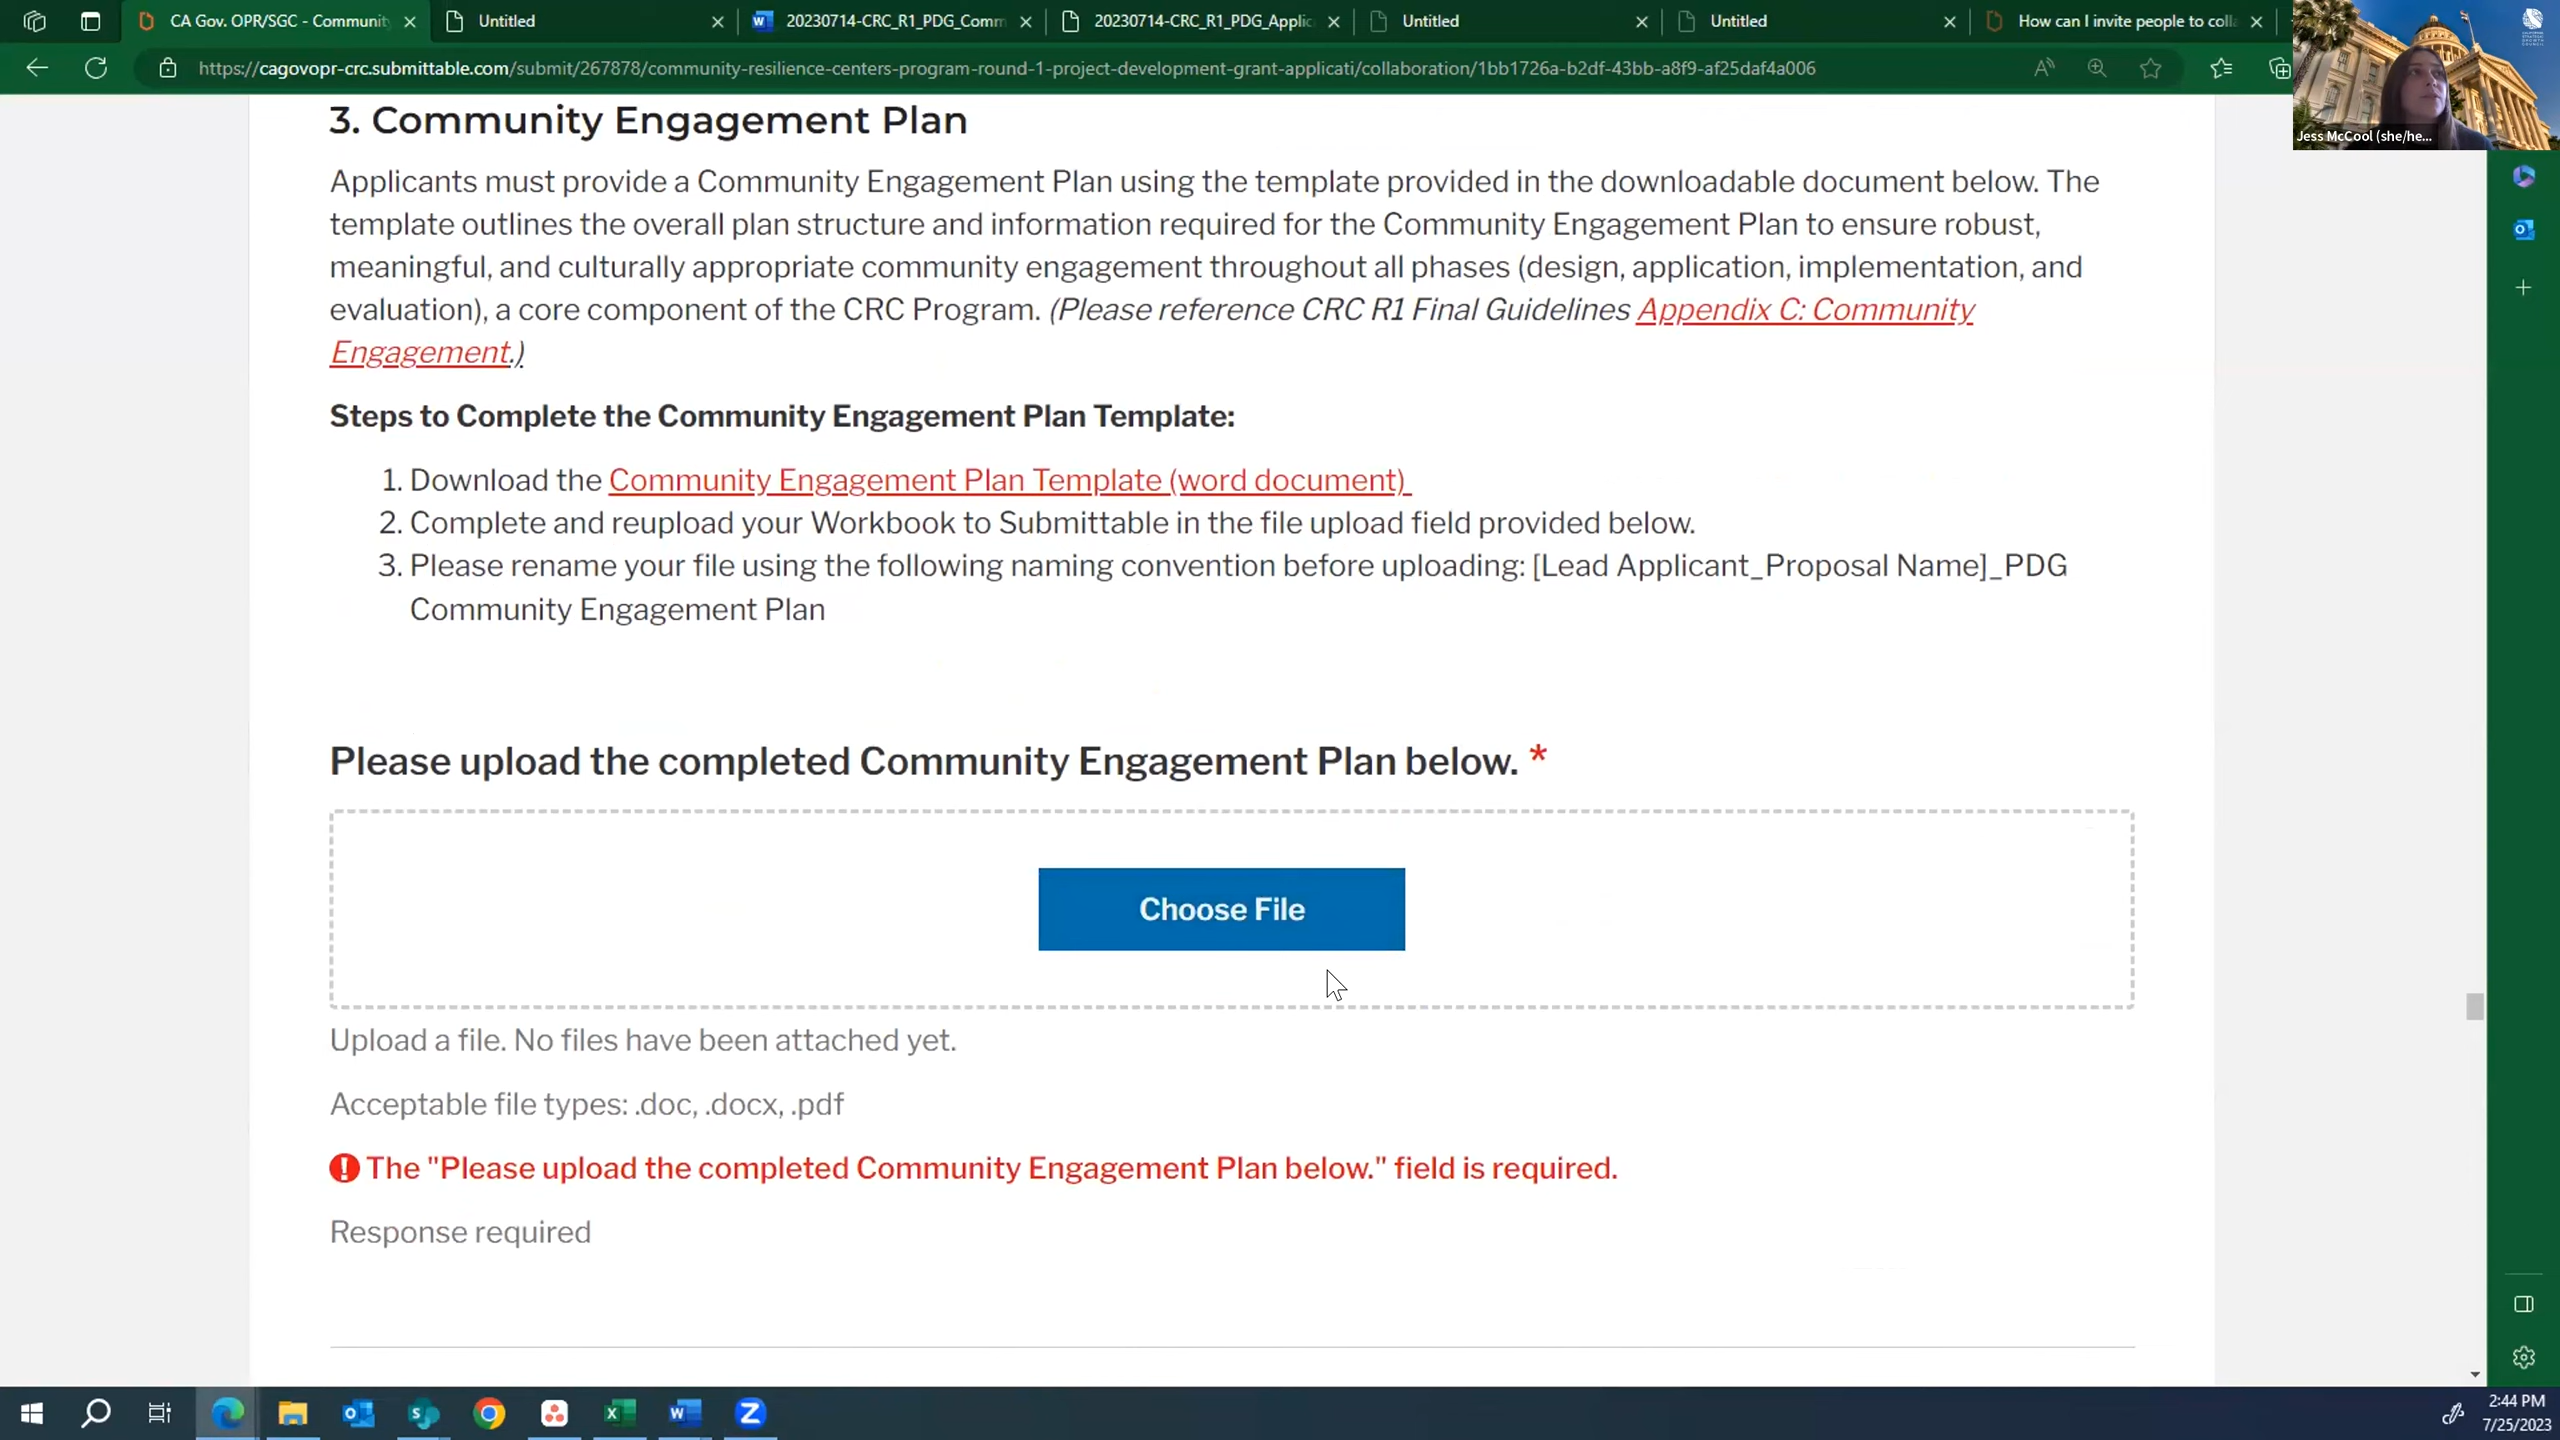 CA Gov. OPR/SGC - Community
Untitled
20230714-CRC_R1_PDG_Comm
20230714-CRC_R1_PDG_Applic
Untitled
Untitled
How can I invite people to colla
https://cagovopr-crc.submittable.com/submit/267878/community-resilience-centers-program-round-1-project-development-grant-applicati/collaboration/1bb1726a-b2df-43bb-a8f9-af25daf4a006
Jess McCool (she/he...
3. Community Engagement Plan
Applicants must provide a Community Engagement Plan using the template provided in the downloadable document below. The
template outlines the overall plan structure and information required for the Community Engagement Plan to ensure robust,
meaningful, and culturally appropriate community engagement throughout all phases (design, application, implementation, and
evaluation), a core component of the CRC Program. (Please reference CRC R1 Final Guidelines Appendix C: Community
Engagement.)
Steps to Complete the Community Engagement Plan Template:
1. Download the Community Engagement Plan Template (word document)
2. Complete and reupload your Workbook to Submittable in the file upload field provided below.
3. Please rename your file using the following naming convention before uploading: [Lead Applicant_Proposal Name]_PDG
Community Engagement Plan
Please upload the completed Community Engagement Plan below. *
Choose File
Upload a file. No files have been attached yet.
Acceptable file types: .doc, .docx, .pdf
The "Please upload the completed Community Engagement Plan below." field is required.
Response required
2:44 PM
7/25/2023